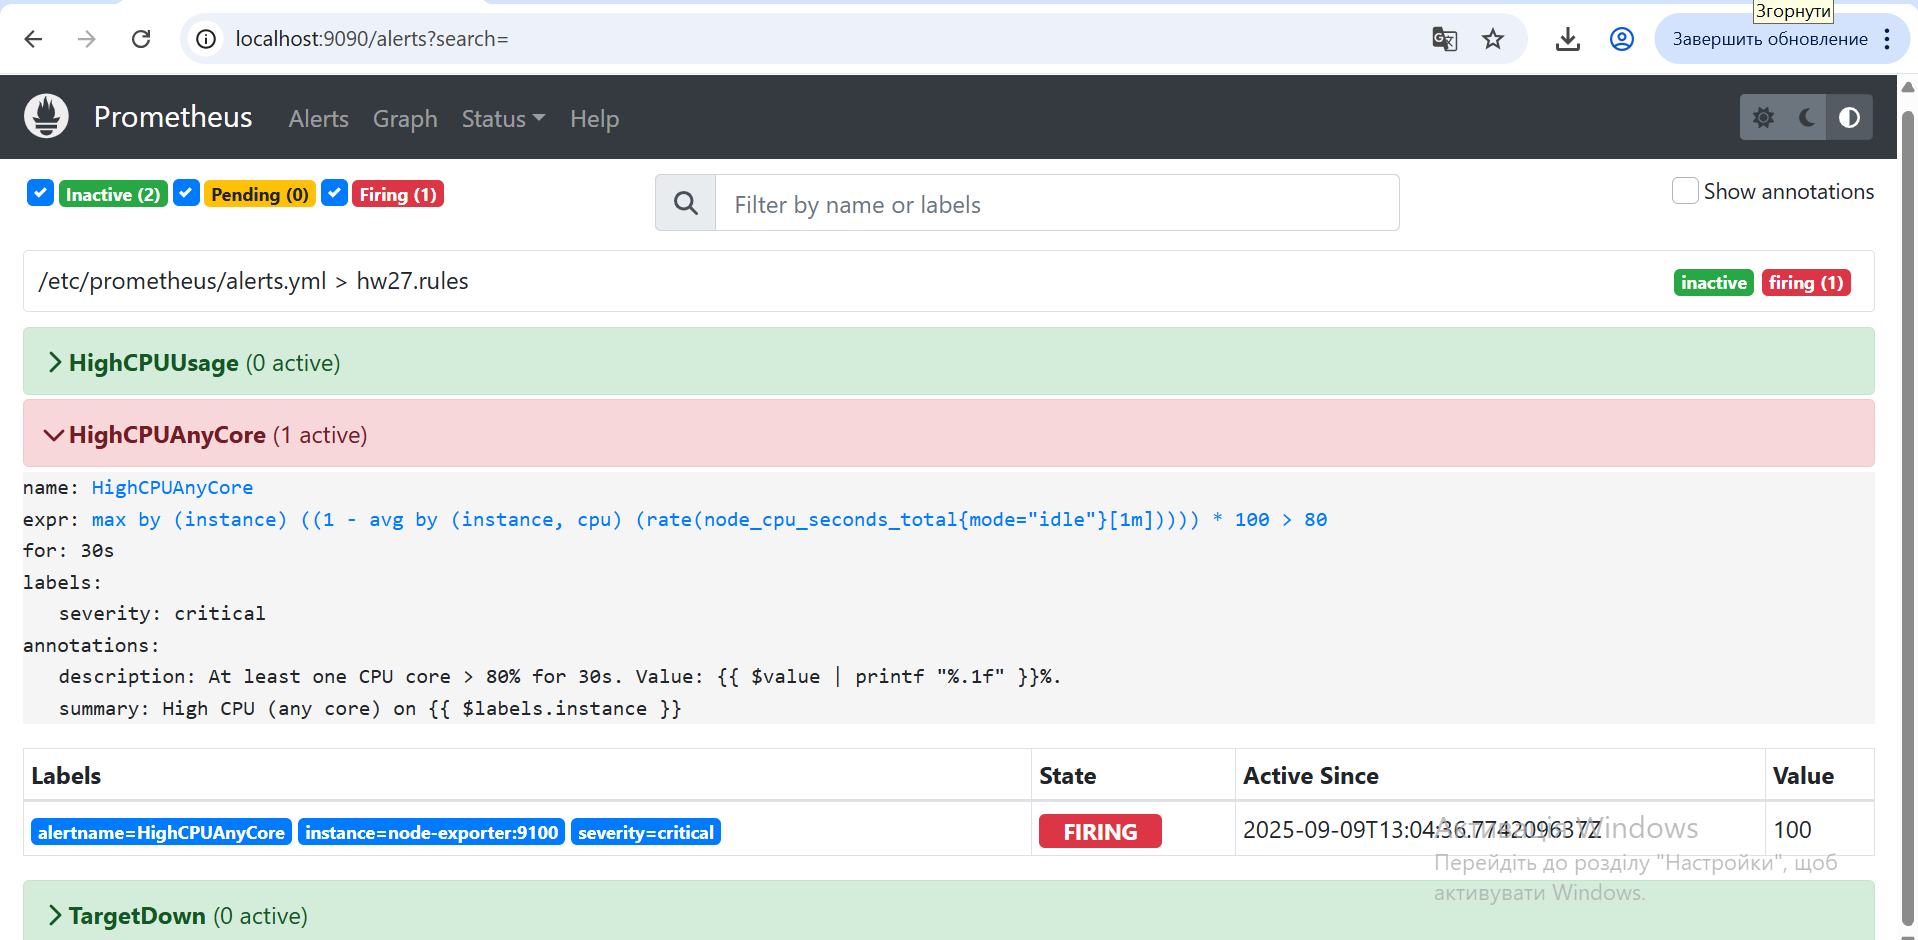 Згорнути
localhost:9090/alerts?search=
Завершить обновление
Prometheus Alerts Graph Status Help
Inactive (2) Pending (0) Firing (1)
Filter by name or labels
Show annotations
/etc/prometheus/alerts.yml > hw27.rules
inactive firing (1)
HighCPUUsage (0 active)
HighCPUAnyCore (1 active)
name: HighCPUAnyCore
expr: max by (instance) ((1 - avg by (instance, cpu) (rate(node_cpu_seconds_total{mode="idle"}[1m])))) * 100 > 80
for: 30s
labels:
severity: critical
annotations:
description: At least one CPU core > 80% for 30s. Value: {{ $value | printf "%.1f" }}%.
summary: High CPU (any core) on {{ $labels.instance }}
Labels State Active Since Value
alertname=HighCPUAnyCore instance=node-exporter:9100 severity=critical FIRING 2025-09-09T13:04:36.774209637Z 100
Активація Windows
Перейдіть до розділу "Настройки", щоб
активувати Windows.
TargetDown (0 active)